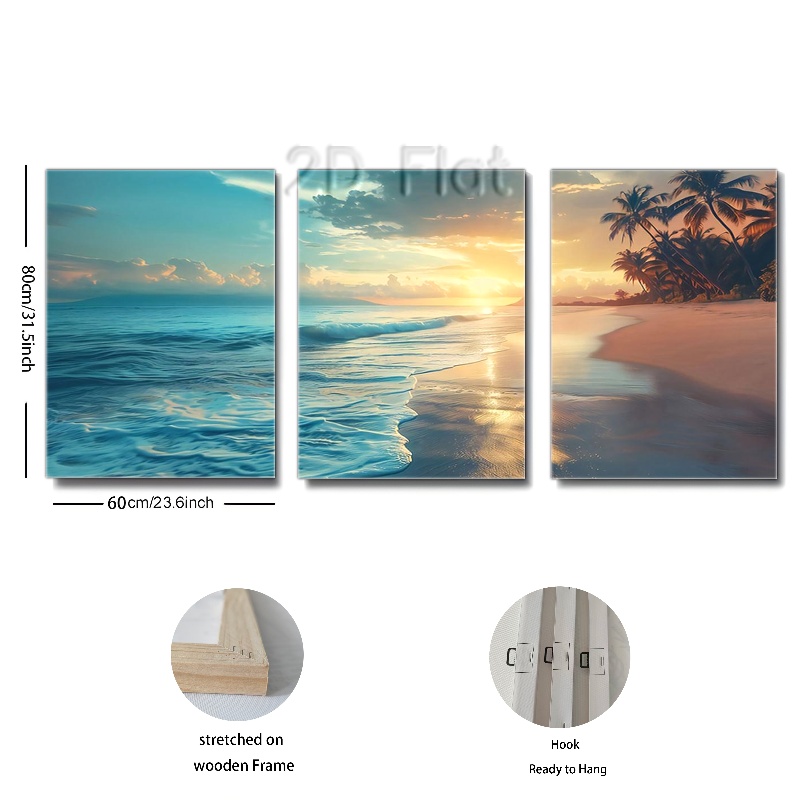 2D Flat
80cm/31.5inch
60cm/23.6inch
stretched on
wooden Frame
Hook
Ready to Hang